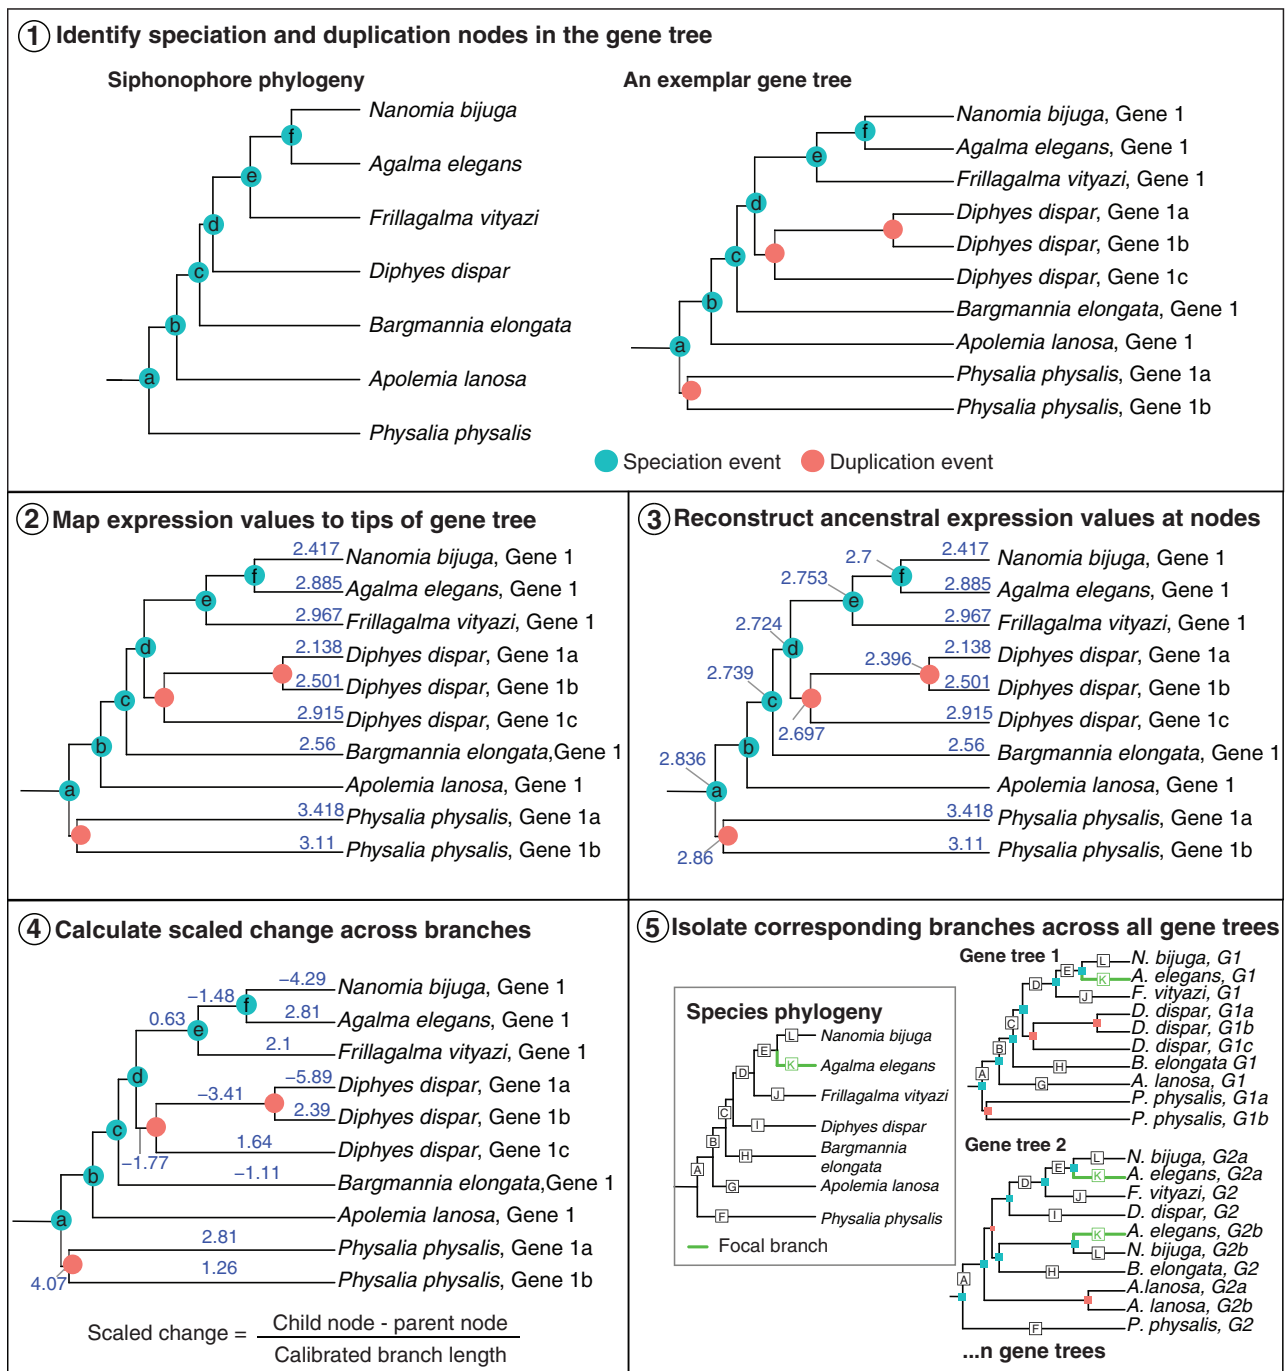 1 Identify speciation and duplication nodes in the gene tree
Siphonophore phylogeny
Nanomia bijuga
f
Agalma elegans
e
Frillagalma vityazi
d
Diphyes dispar
c
Bargmannia elongata
b
Apolemia lanosa
a
Physalia physalis
An exemplar gene tree
Nanomia bijuga, Gene 1
f
Agalma elegans, Gene 1
e
Frillagalma vityazi, Gene 1
d
Diphyes dispar, Gene 1a
Diphyes dispar, Gene 1b
c
Diphyes dispar, Gene 1c
b
Bargmannia elongata, Gene 1
a
Apolemia lanosa, Gene 1
Physalia physalis, Gene 1a
Physalia physalis, Gene 1b
Speciation event
Duplication event
2 Map expression values to tips of gene tree
2.417 Nanomia bijuga, Gene 1
f
2.885 Agalma elegans, Gene 1
e
2.967 Frillagalma vityazi, Gene 1
d
2.138 Diphyes dispar, Gene 1a
2.501 Diphyes dispar, Gene 1b
c
2.915 Diphyes dispar, Gene 1c
b
2.56 Bargmannia elongata,Gene 1
a
Apolemia lanosa, Gene 1
3.418 Physalia physalis, Gene 1a
3.11 Physalia physalis, Gene 1b
3 Reconstruct ancenstral expression values at nodes
2.7 2.417 Nanomia bijuga, Gene 1
f
2.753 2.885 Agalma elegans, Gene 1
e
2.967 Frillagalma vityazi, Gene 1
2.724
d
2.396 2.138 Diphyes dispar, Gene 1a
2.739 2.501 Diphyes dispar, Gene 1b
c
2.915 Diphyes dispar, Gene 1c
2.697
b
2.56 Bargmannia elongata, Gene 1
2.836
a
Apolemia lanosa, Gene 1
3.418 Physalia physalis, Gene 1a
2.86 3.11 Physalia physalis, Gene 1b
4 Calculate scaled change across branches
−4.29 Nanomia bijuga, Gene 1
−1.48 f
2.81 Agalma elegans, Gene 1
0.63 e
2.1 Frillagalma vityazi, Gene 1
d
−5.89 Diphyes dispar, Gene 1a
−3.41
2.39 Diphyes dispar, Gene 1b
c
1.64 Diphyes dispar, Gene 1c
−1.77
b
−1.11 Bargmannia elongata,Gene 1
a
Apolemia lanosa, Gene 1
2.81 Physalia physalis, Gene 1a
4.07 1.26 Physalia physalis, Gene 1b
Scaled change =
Child node - parent node
Calibrated branch length
5 Isolate corresponding branches across all gene trees
Species phylogeny
L Nanomia bijuga
E
K Agalma elegans
D
J Frillagalma vityazi
C
I Diphyes dispar
B
H Bargmannia
elongata
A
G Apolemia lanosa
F Physalia physalis
Focal branch
Gene tree 1
L N. bijuga, G1
E
K A. elegans, G1
D
J F. vityazi, G1
D. dispar, G1a
C
D. dispar, G1b
B
D. dispar, G1c
H B. elongata G1
A
G A. lanosa, G1
P. physalis, G1a
P. physalis, G1b
Gene tree 2
L N. bijuga, G2a
E
K A. elegans, G2a
D
J F. vityazi, G2
I D. dispar, G2
K A. elegans, G2b
L N. bijuga, G2b
H B. elongata, G2
A
A.lanosa, G2a
A. lanosa, G2b
F P. physalis, G2
...n gene trees